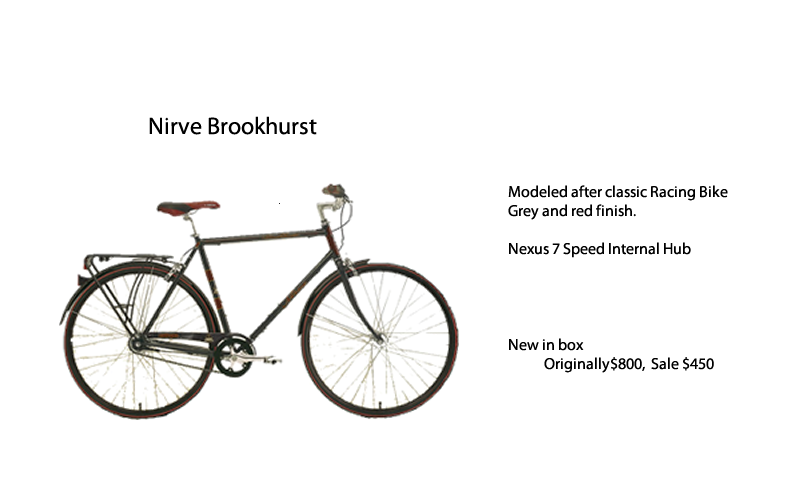 Nirve Brookhurst
Modeled after classic Racing Bike
Grey and red finish.
Nexus 7 Speed Internal Hub
New in box
Originally$800, Sale $450